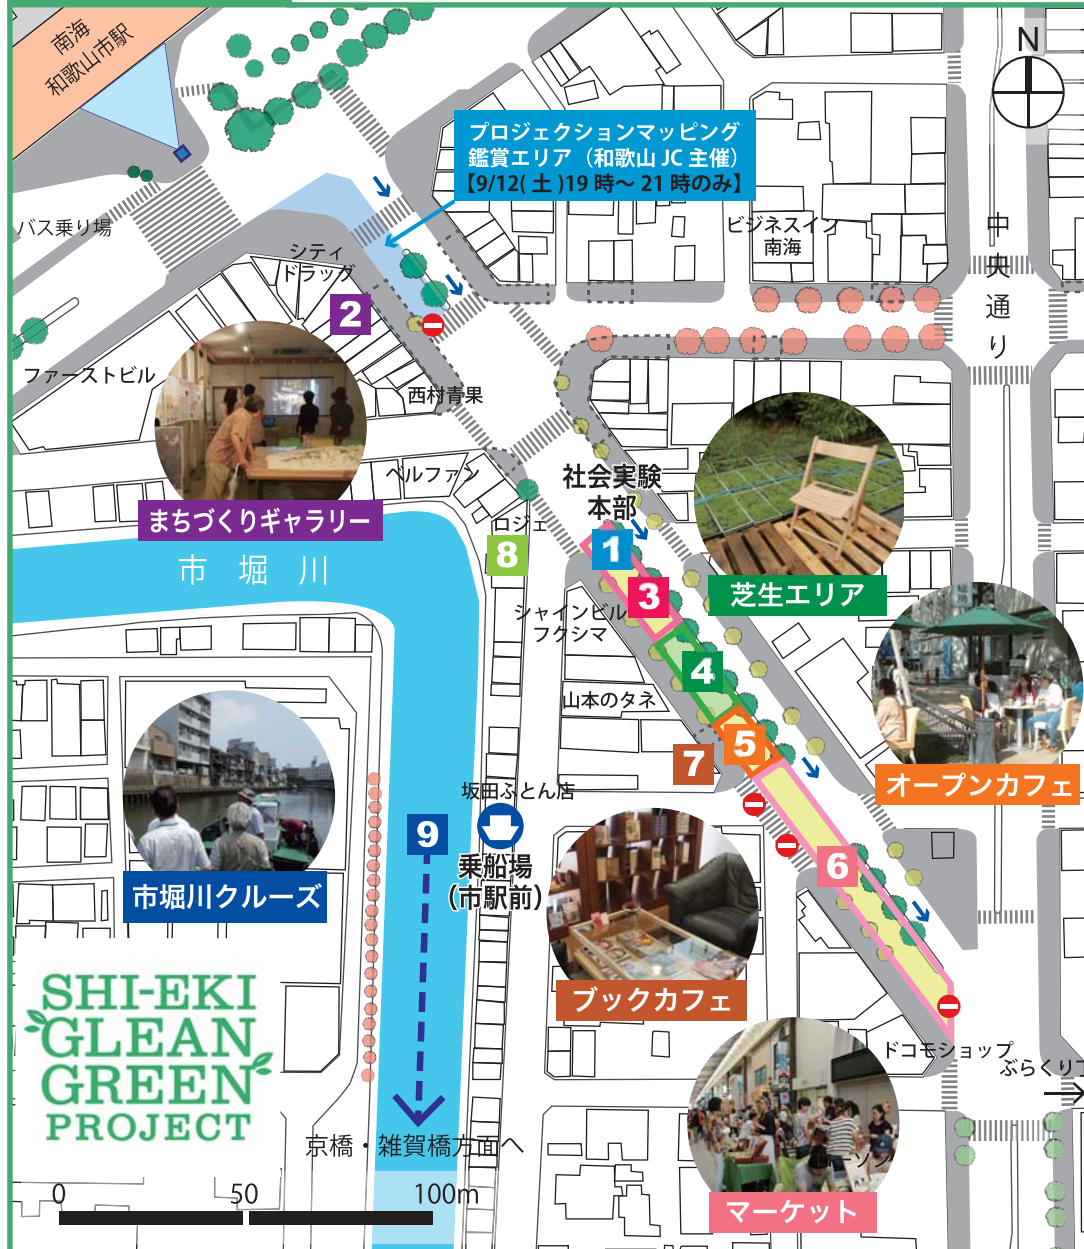 南海
和歌山市駅
N
プロジェクションマッピング
鑑賞エリア（和歌山 JC 主催）
【9/12( 土 )19 時～ 21 時のみ】
バス乗り場
シティ
ドラッグ
ビジネスイン
南海
中央通り
2
ファーストビル
西村青果
まちづくりギャラリー
ベルファン
社会実験
本部
ロジェ
市 堀 川
8
1
芝生エリア
3
シャインビル
フクシマ
4
山本のタネ
5
7
オープンカフェ
坂田ふとん店
9
乗船場
（市駅前）
6
市堀川クルーズ
ブックカフェ
SHI-EKI
GLEAN
GREEN
PROJECT
ドコモショップ
ぶらくり丁
京橋・雑賀橋方面へ
ローソン
マーケット
0 50 100m